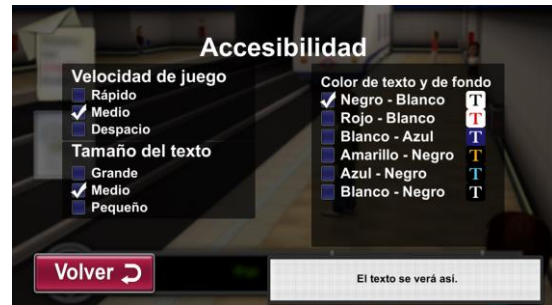 Accesibilidad
Velocidad de juego
Rápido
Medio
Despacio
Tamaño del texto
Grande
Medio
Pequeño
Color de texto y de fondo
Negro - Blanco T
Rojo - Blanco T
Blanco - Azul T
Amarillo - Negro T
Azul - Negro T
Blanco - Negro T
Volver
El texto se verá asi.